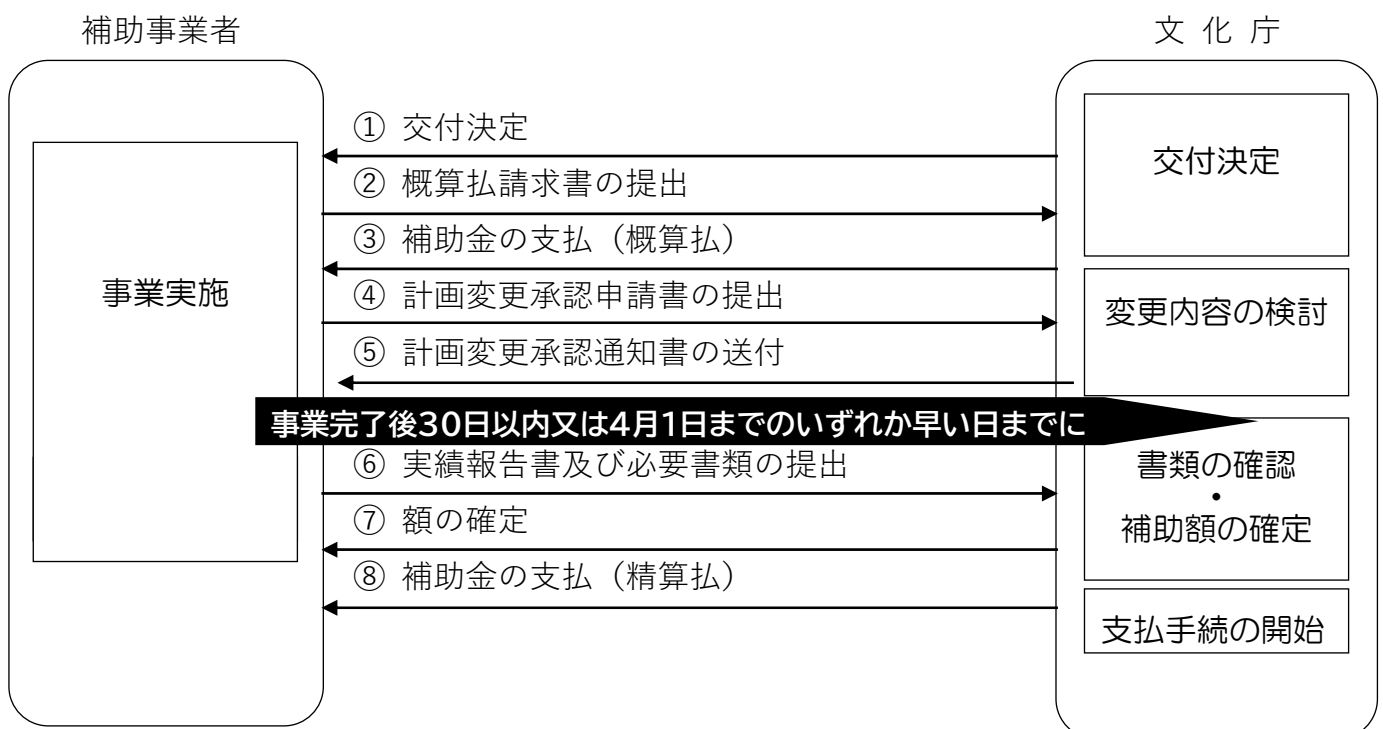 補助事業者
文 化 庁
① 交付決定
交付決定
② 概算払請求書の提出
③ 補助金の支払（概算払）
事業実施
④ 計画変更承認申請書の提出
変更内容の検討
⑤ 計画変更承認通知書の送付
事業完了後30日以内又は4月1日までのいずれか早い日までに
⑥ 実績報告書及び必要書類の提出
書類の確認
・
補助額の確定
⑦ 額の確定
⑧ 補助金の支払（精算払）
支払手続の開始